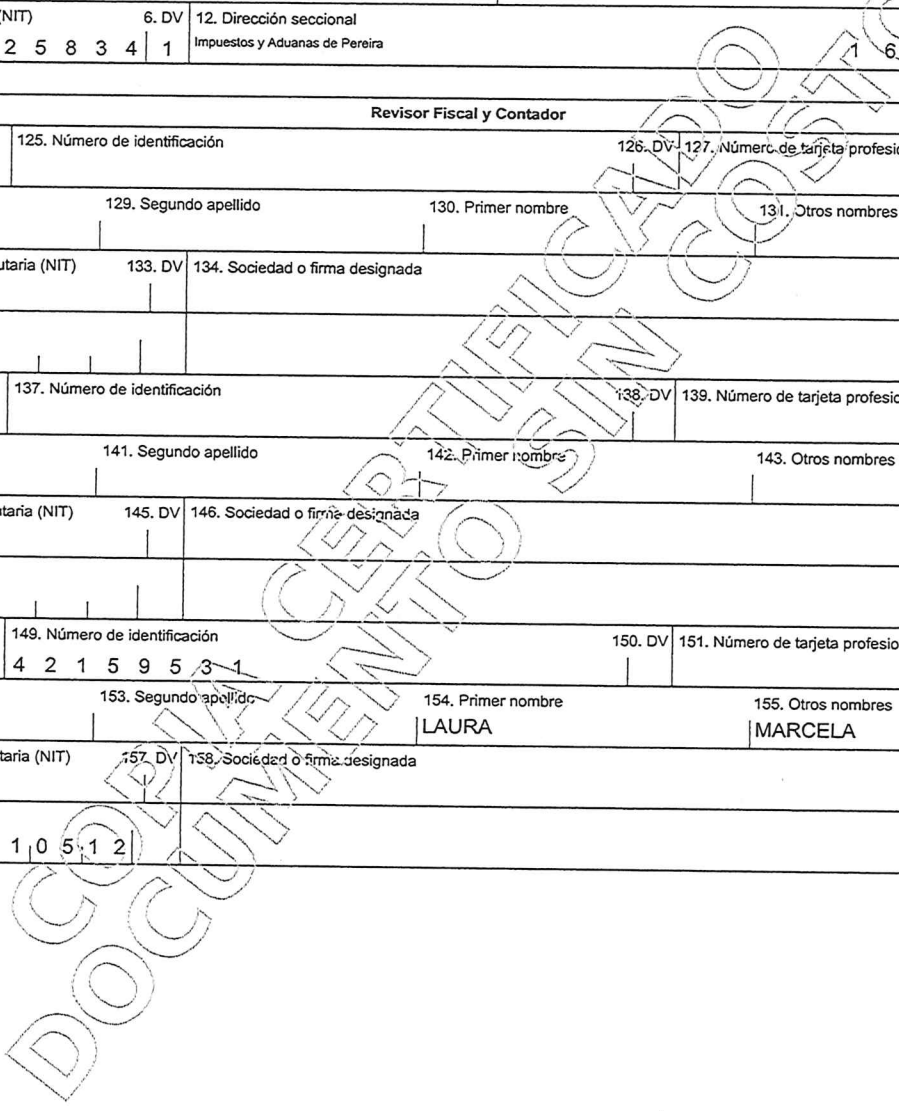 (NIT) 6. DV 12. Dirección seccional
2 5 8 3 4 1 Impuestos y Aduanas de Pereira 1 6
Revisor Fiscal y Contador
125. Número de identificación 126. DV 127. Número de tarjeta profesio
129. Segundo apellido 130. Primer nombre 131. Otros nombres
utaria (NIT) 133. DV 134. Sociedad o firma designada
137. Número de identificación 138. DV 139. Número de tarjeta profesio
141. Segundo apellido 142. Primer nombre 143. Otros nombres
utaria (NIT) 145. DV 146. Sociedad o firma designada
149. Número de identificación 150. DV 151. Número de tarjeta profesio
4 2 1 5 9 5 3 1
153. Segundo apellido 154. Primer nombre 155. Otros nombres
LAURA MARCELA
taria (NIT) 157. DV 158. Sociedad o firma designada
1 0 5 1 2
COPIA CERTIFICADO
DOCUMENTO SIN COSTO